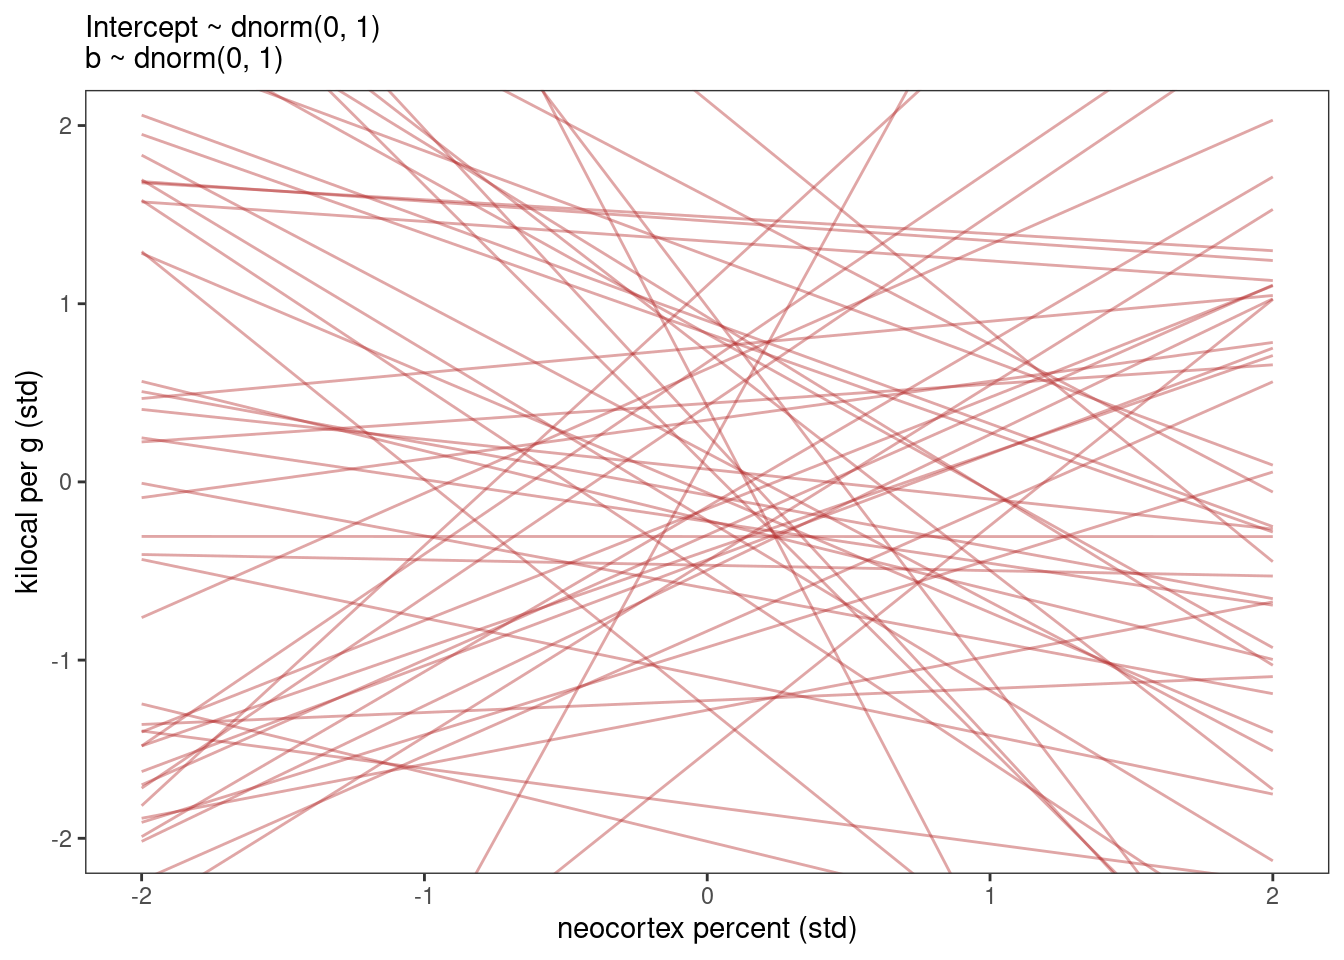 Intercept ~ dnorm(0, 1)
b ~ dnorm(0, 1)
kilocal per g (std)
2
1
0
-1
-2
-2
-1
0
1
2
neocortex percent (std)